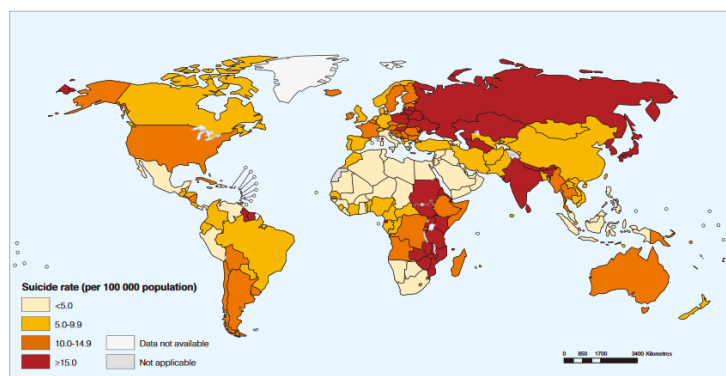 Suicide rate (per 100 000 population)
<5.0
5.0-9.9
10.0-14.9
≥15.0
Data not available
Not applicable
0 850 1700 3400 Kilometres